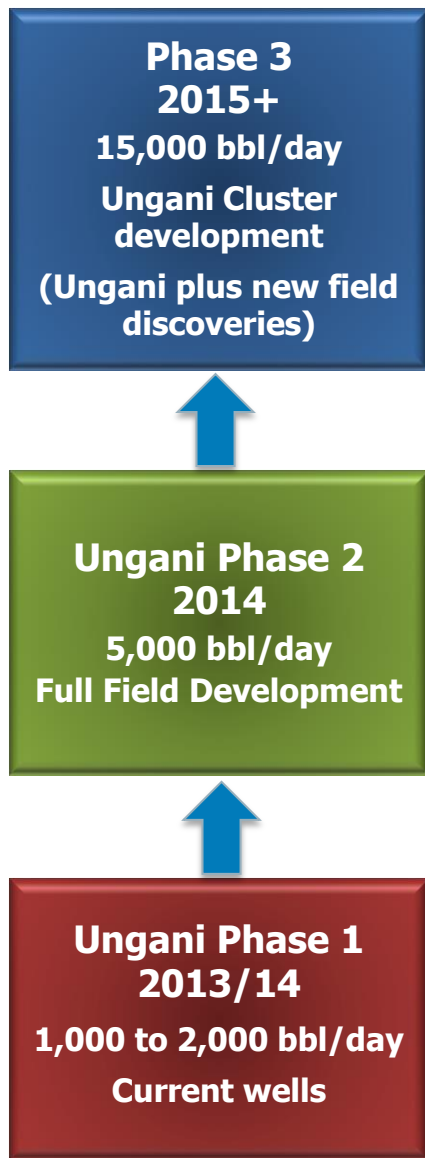 Phase 3
2015+
15,000 bbl/day
Ungani Cluster
development
(Ungani plus new field
discoveries)
Ungani Phase 2
2014
5,000 bbl/day
Full Field Development
Ungani Phase 1
2013/14
1,000 to 2,000 bbl/day
Current wells